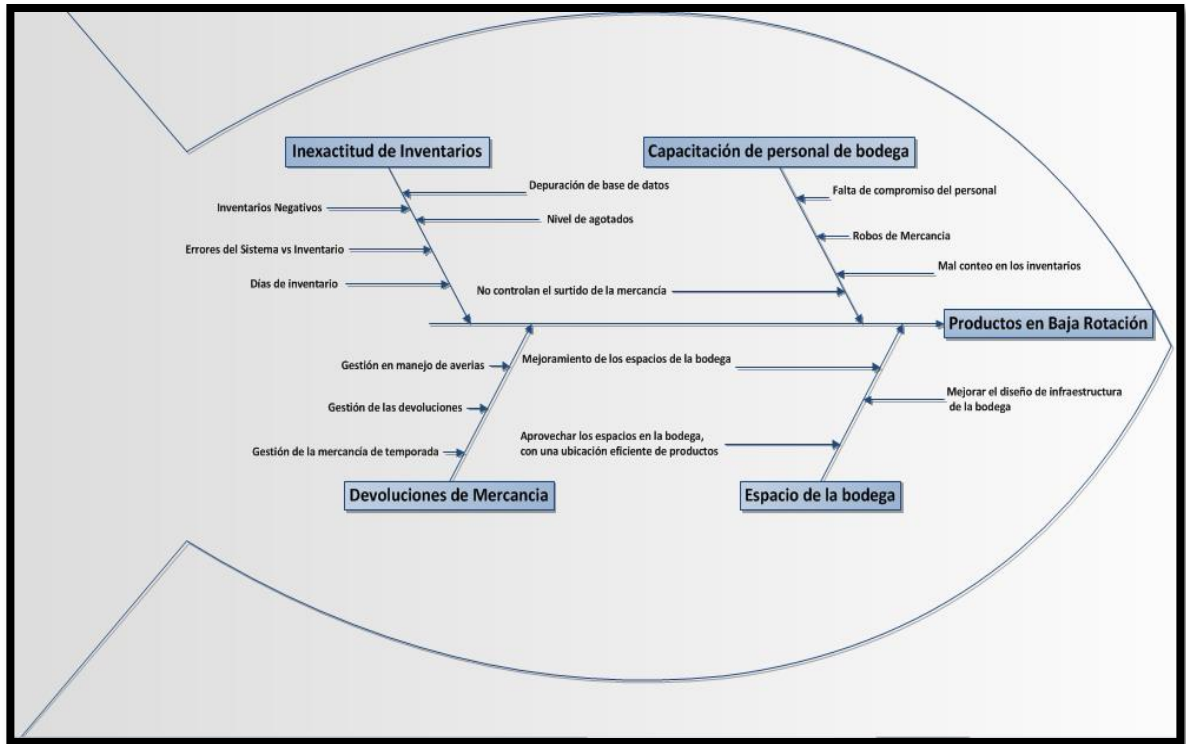 Inexactitud de Inventarios
Capacitación de personal de bodega
Depuración de base de datos
Inventarios Negativos
Nivel de agotados
Errores del Sistema vs Inventario
Días de inventario
Falta de compromiso del personal
Robos de Mercancia
Mal conteo en los inventarios
No controlan el surtido de la mercancía
Productos en Baja Rotación
Gestión en manejo de averias
Gestión de las devoluciones
Gestión de la mercancía de temporada
Mejoramiento de los espacios de la bodega
Mejorar el diseño de infraestructura
de la bodega
Aprovechar los espacios en la bodega,
con una ubicación eficiente de productos
Devoluciones de Mercancia
Espacio de la bodega